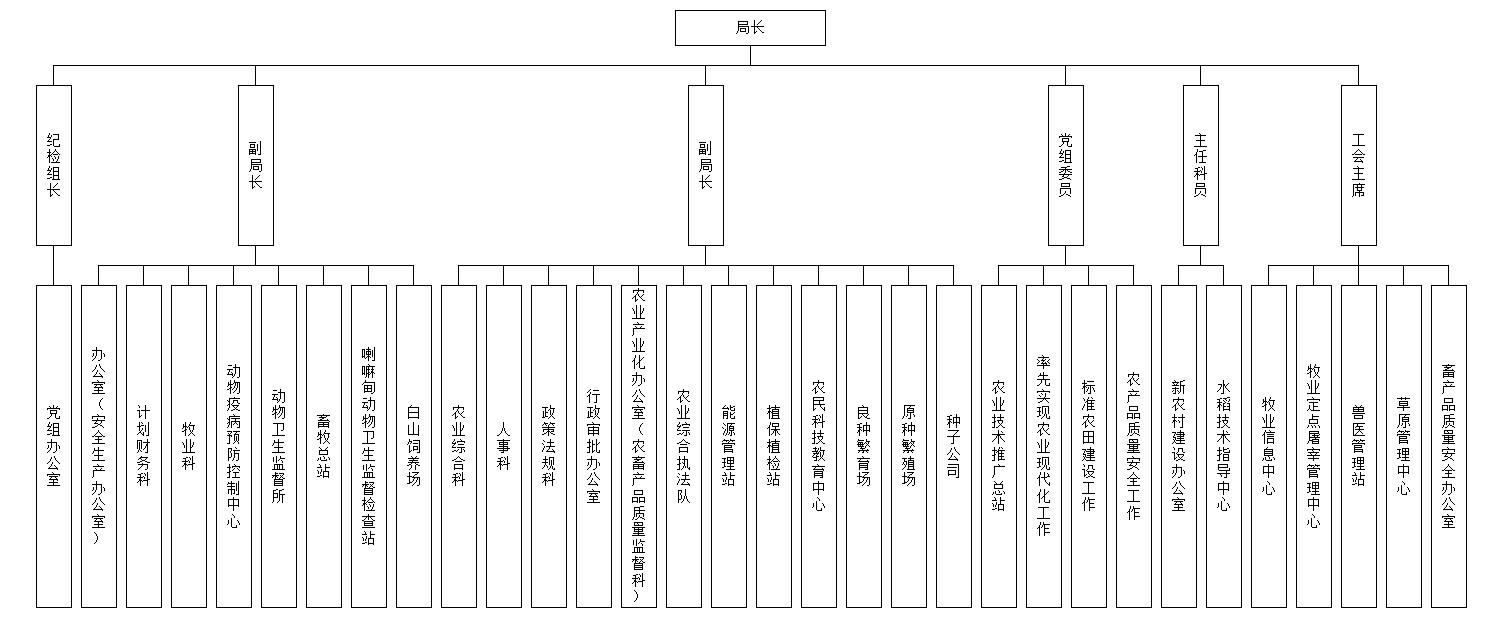 局长
纪检组长
副局长
副局长
党组委员
主任科员
工会主席
党组办公室
办公室（安全生产办公室）
计划财务科
牧业科
动物疫病预防控制中心
动物卫生监督所
畜牧总站
喇嘛甸动物卫生监督检查站
白山饲养场
农业综合科
人事科
政策法规科
行政审批办公室
农业产业化办公室（农畜产品质量监督科）
农业综合执法队
能源管理站
植保植检站
农民科技教育中心
良种繁育场
原种繁殖场
种子公司
农业技术推广总站
率先实现农业现代化工作
标准农田建设工作
农产品质量安全工作
新农村建设办公室
水稻技术指导中心
牧业信息中心
牧业定点屠宰管理中心
兽医管理站
草原管理中心
畜产品质量安全办公室